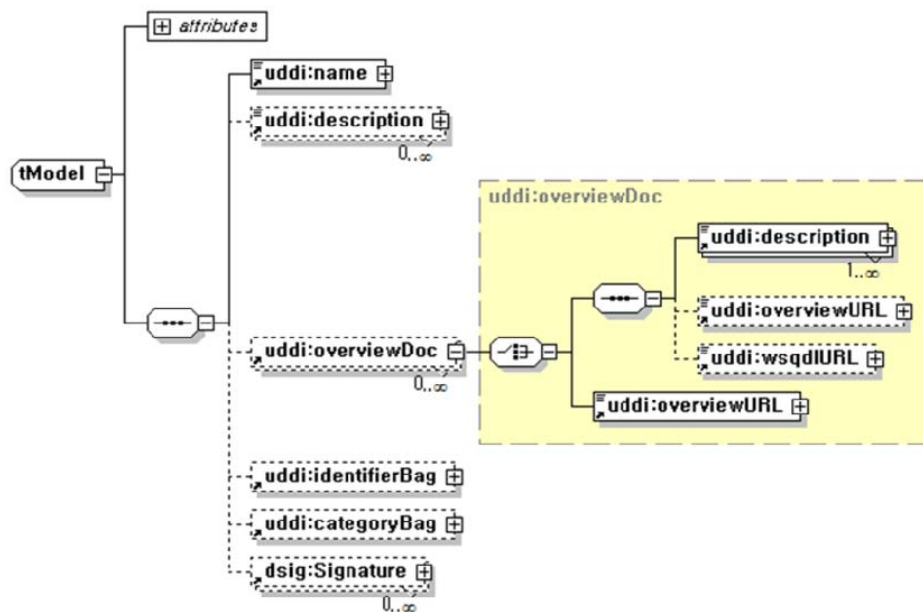 attributes
uddi:name
uddi:description
0..∞
tModel
uddi:overviewDoc
uddi:description
1..∞
uddi:overviewURL
uddi:wsqdlURL
uddi:overviewDoc
0..∞
uddi:overviewURL
uddi:identifierBag
uddi:categoryBag
dsig:Signature
0..∞